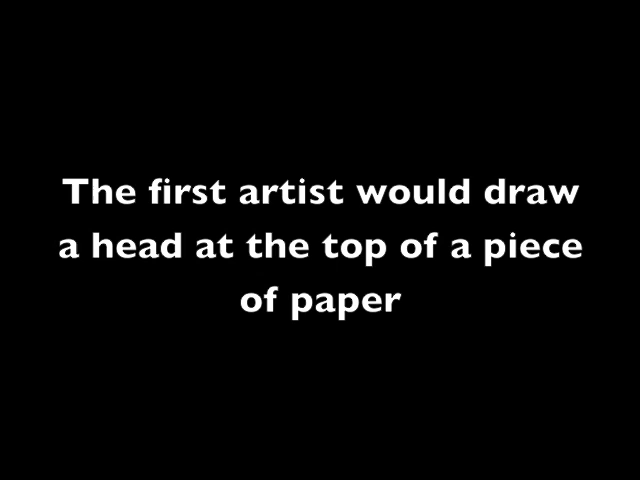 The first artist would draw
a head at the top of a piece
of paper